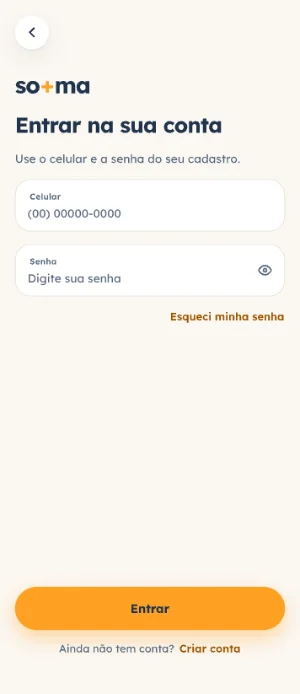 so+ma
Entrar na sua conta
Use o celular e a senha do seu cadastro.
Celular
(00) 00000-0000
Senha
Digite sua senha
Esqueci minha senha
Entrar
Ainda não tem conta? Criar conta